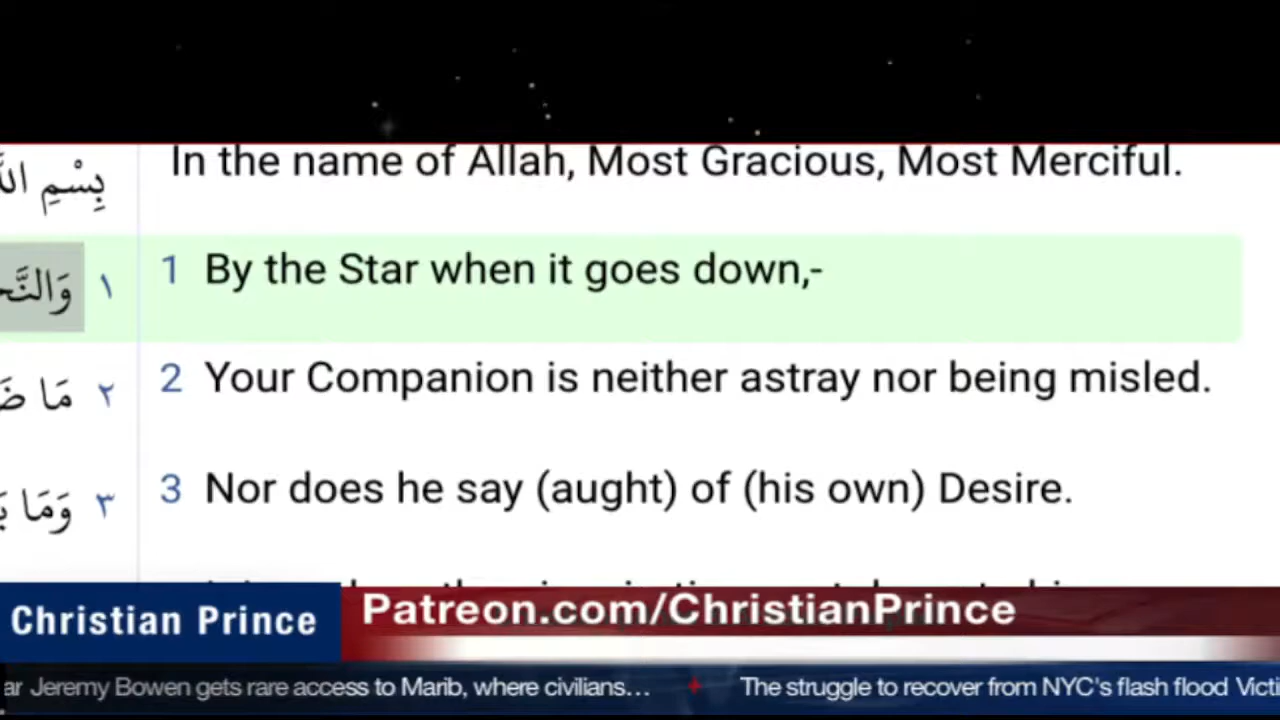 In the name of Allah, Most Gracious, Most Merciful.
بِسْمِ
1 By the Star when it goes down,-
١
2 Your Companion is neither astray nor being misled.
مَا ٢
3 Nor does he say (aught) of (his own) Desire.
وَمَا ٣
Christian Prince
Patreon.com/ChristianPrince
ar Jeremy Bowen gets rare access to Marib, where civilians... The struggle to recover from NYC's flash flood Victi